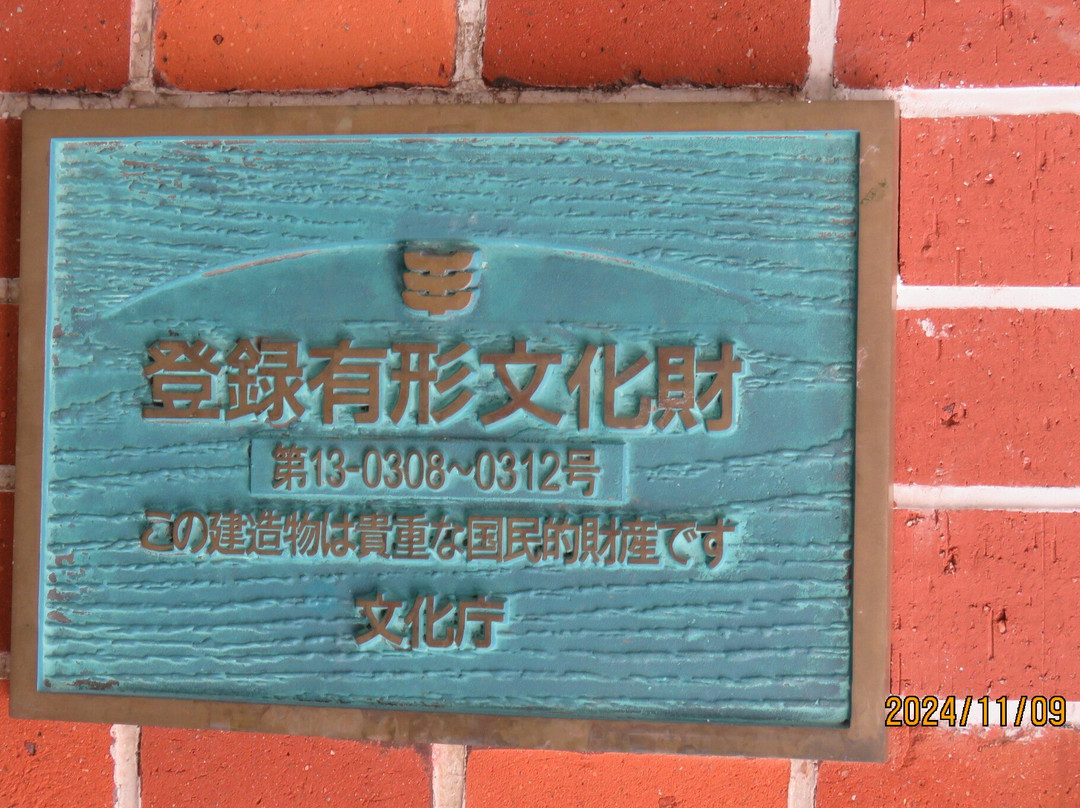 登録有形文化財
第13-0308~0312号
この建造物は貴重な国民的財産です
文化庁
2024/11/09